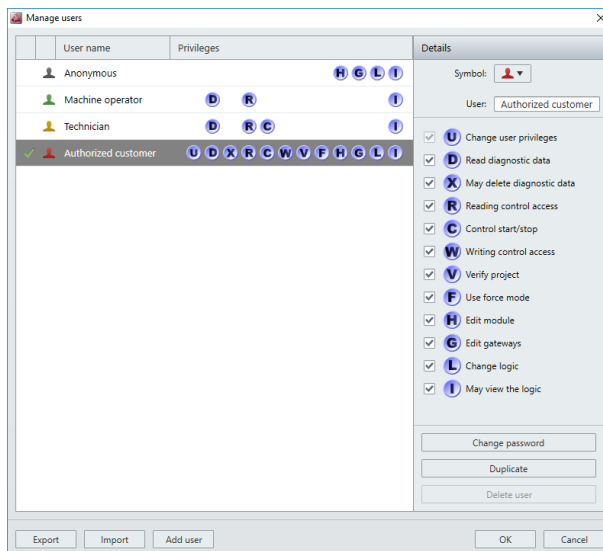 Manage users
User name Privileges Details
Anonymous H G L I
Machine operator D R I
Technician D R C I
Authorized customer U D X R C W V F H G L I
Symbol:
User: Authorized customer
U Change user privileges
D Read diagnostic data
X May delete diagnostic data
R Reading control access
C Control start/stop
W Writing control access
V Verify project
F Use force mode
H Edit module
G Edit gateways
L Change logic
I May view the logic
Change password
Duplicate
Delete user
Export Import Add user OK Cancel